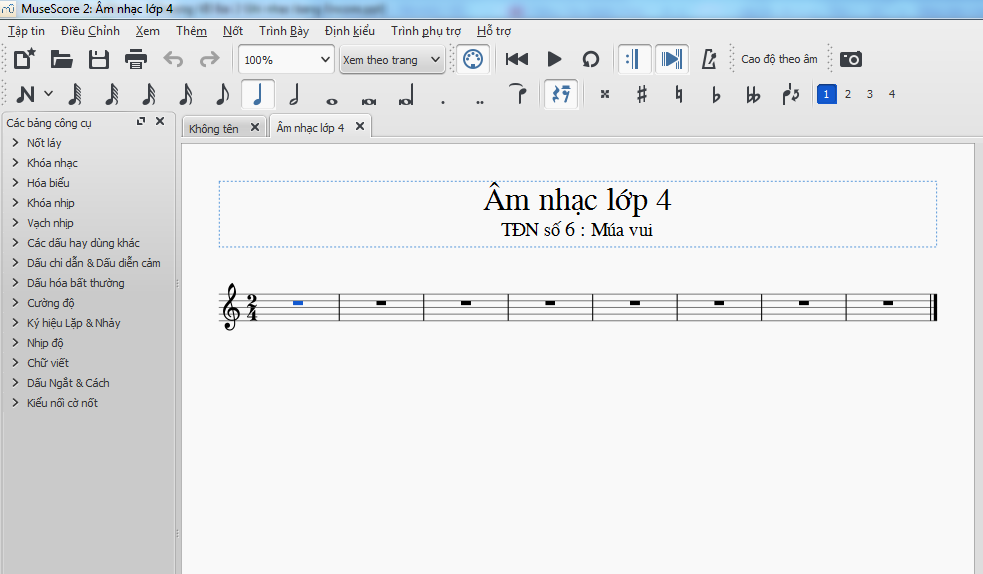 MuseScore 2: Âm nhạc lớp 4
Tập tin Điều Chỉnh Xem Thêm Nốt Trình Bày Định kiểu Trình phụ trợ Hỗ trợ
100% Xem theo trang Cao độ theo âm
1 2 3 4
Các bảng công cụ
Không tên Âm nhạc lớp 4
Nốt láy
Khóa nhạc
Hóa biểu
Khóa nhịp
Vạch nhịp
Các dấu hay dùng khác
Dấu chỉ dẫn & Dấu diễn cảm
Dấu hóa bất thường
Cường độ
Ký hiệu Lặp & Nhảy
Nhịp độ
Chữ viết
Dấu Ngắt & Cách
Kiểu nối cờ nốt
Âm nhạc lớp 4
TĐN số 6 : Múa vui
2
4